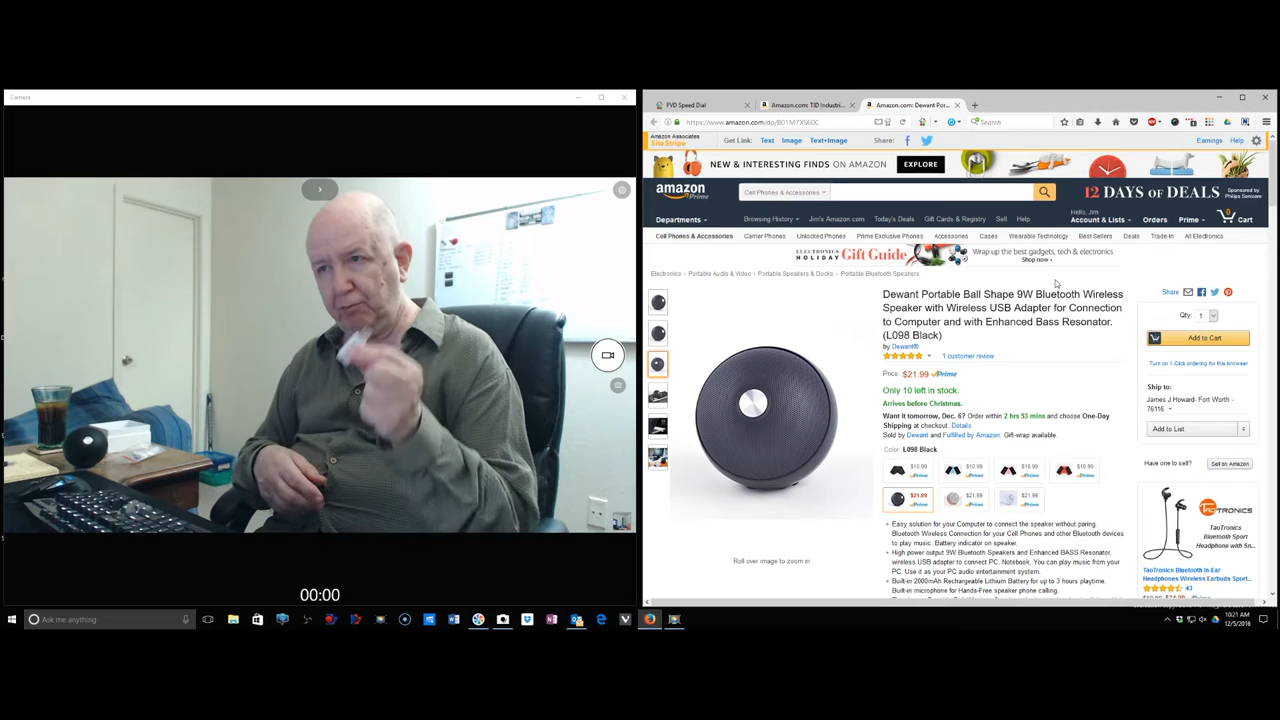 Camera
00:00
FVD Speed Dial
Amazon.com: TID Industri...
Amazon.com: Dewant Por...
https://www.amazon.com/dp/B01M7XS60C
Search
Amazon Associates
SiteStripe
Get Link: Text Image Text+Image Share:
Earnings Help
NEW & INTERESTING FINDS ON AMAZON EXPLORE
amazon
Prime
Cell Phones & Accessories
12 DAYS OF DEALS
Sponsored by
Philips Sonicare
Departments
Browsing History Jim's Amazon.com Today's Deals Gift Cards & Registry Sell Help
Hello, Jim
Account & Lists Orders Prime 0 Cart
Cell Phones & Accessories Carrier Phones Unlocked Phones Prime Exclusive Phones Accessories Cases Wearable Technology Best Sellers Deals Trade-In All Electronics
ELECTRONICS
HOLIDAY
Gift Guide
Wrap up the best gadgets, tech & electronics
Shop now ›
Electronics › Portable Audio & Video › Portable Speakers & Docks › Portable Bluetooth Speakers
Roll over image to zoom in
Dewant Portable Ball Shape 9W Bluetooth Wireless
Speaker with Wireless USB Adapter for Connection
to Computer and with Enhanced Bass Resonator.
(L098 Black)
by Dewant®
1 customer review
Price: $21.99 Prime
Only 10 left in stock.
Arrives before Christmas.
Want it tomorrow, Dec. 6? Order within 2 hrs 53 mins and choose One-Day
Shipping at checkout. Details
Sold by Dewant and Fulfilled by Amazon. Gift-wrap available.
Color: L098 Black
$10.99 Prime
$10.99 Prime
$10.99 Prime
$10.99 Prime
$21.99 Prime
$21.99 Prime
$21.99 Prime
Easy solution for your Computer to connect the speaker without paring.
Bluetooth Wireless Connection for your Cell Phones and other Bluetooth devices
to play music. Battery indicator on speaker.
High power output 9W Bluetooth Speakers and Enhanced BASS Resonator,
wireless USB adapter to connect PC, Notebook. You can play music from your
PC. Use it as your PC audio entertainment system.
Built-in 2000mAh Rechargeable Lithium Battery for up to 3 hours playtime.
Built-in microphone for Hands-Free speaker phone calling.
Share
Qty: 1
Add to Cart
Turn on 1-Click ordering for this browser
Ship to:
James J Howard- Fort Worth -
76116
Add to List
Have one to sell? Sell on Amazon
TAOTRONICS
TaoTronics
Bluetooth Sport
Headphone with Sn...
TaoTronics Bluetooth In-Ear
Headphones Wireless Earbuds Sport...
43
Ask me anything
10:21 AM
12/5/2016